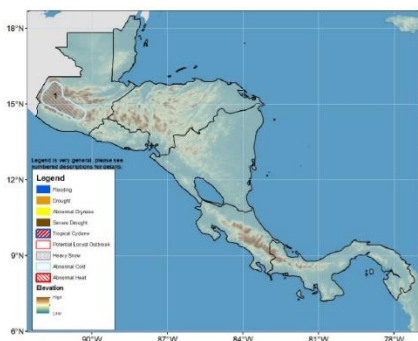 18°N
15°N
12°N
9°N
6°N
1
Legend is very general, please see
numbered descriptions for details.
Legend
Flooding
Drought
Abnormal Dryness
Severe Drought
Tropical Cyclone
Potential Locust Outbreak
Heavy Snow
Abnormal Cold
Abnormal Heat
Elevation
High
Low
90°W
87°W
84°W
81°W
78°W